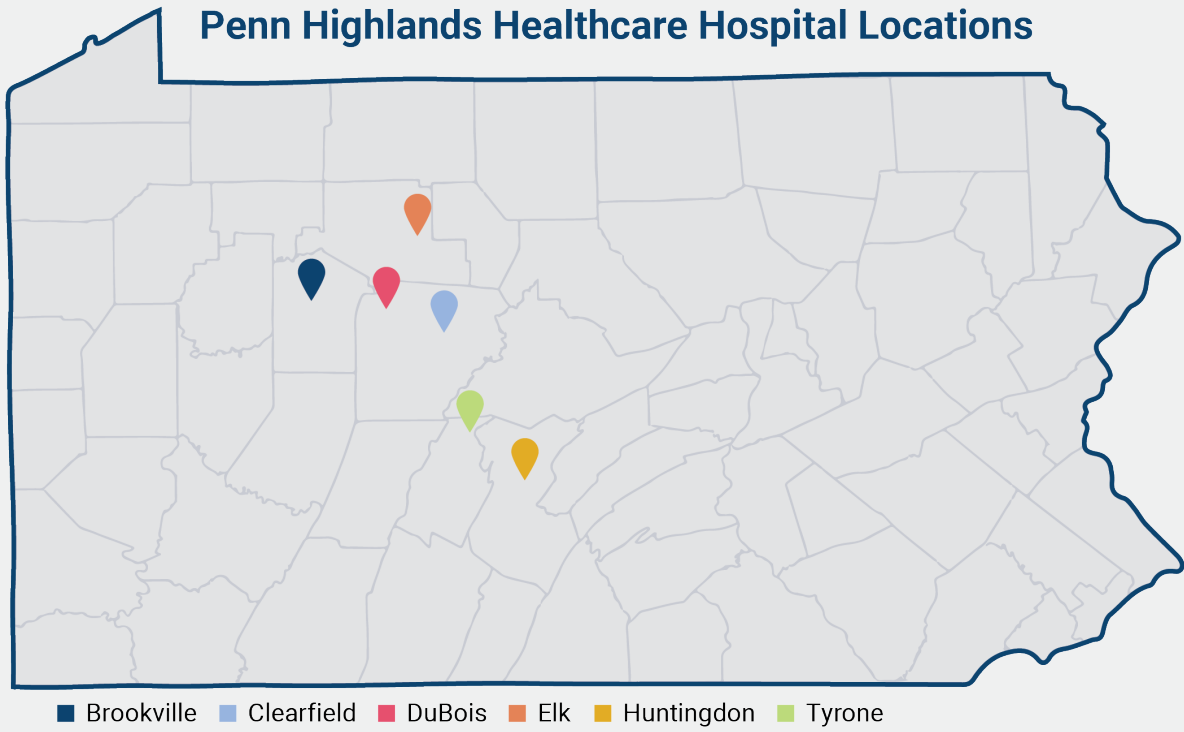 Penn Highlands Healthcare Hospital Locations
Brookville Clearfield DuBois Elk Huntingdon Tyrone